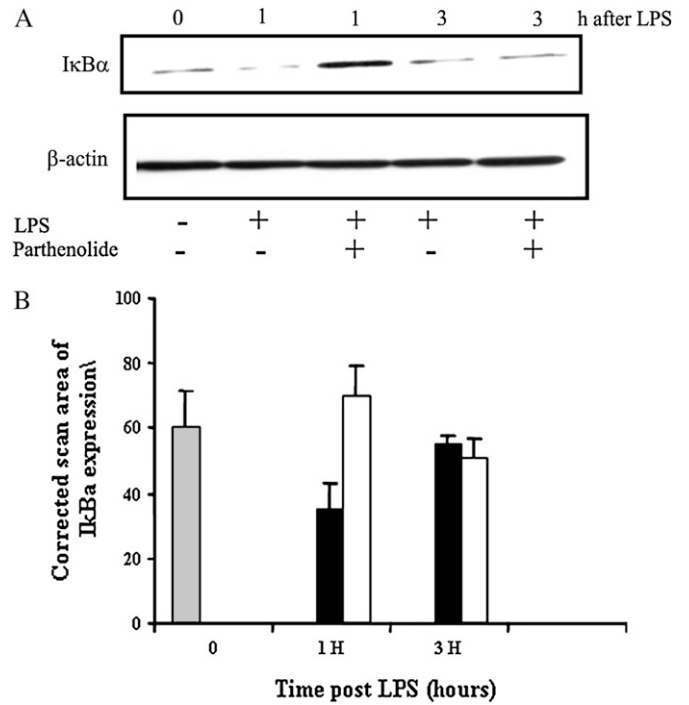 A
0 1 1 3 3 h after LPS
IκBα
β-actin
LPS - + + + +
Parthenolide - - + - +
B
Corrected scan area of
IkBa expression\
100
80
60
40
20
0
0 1 H 3 H
Time post LPS (hours)